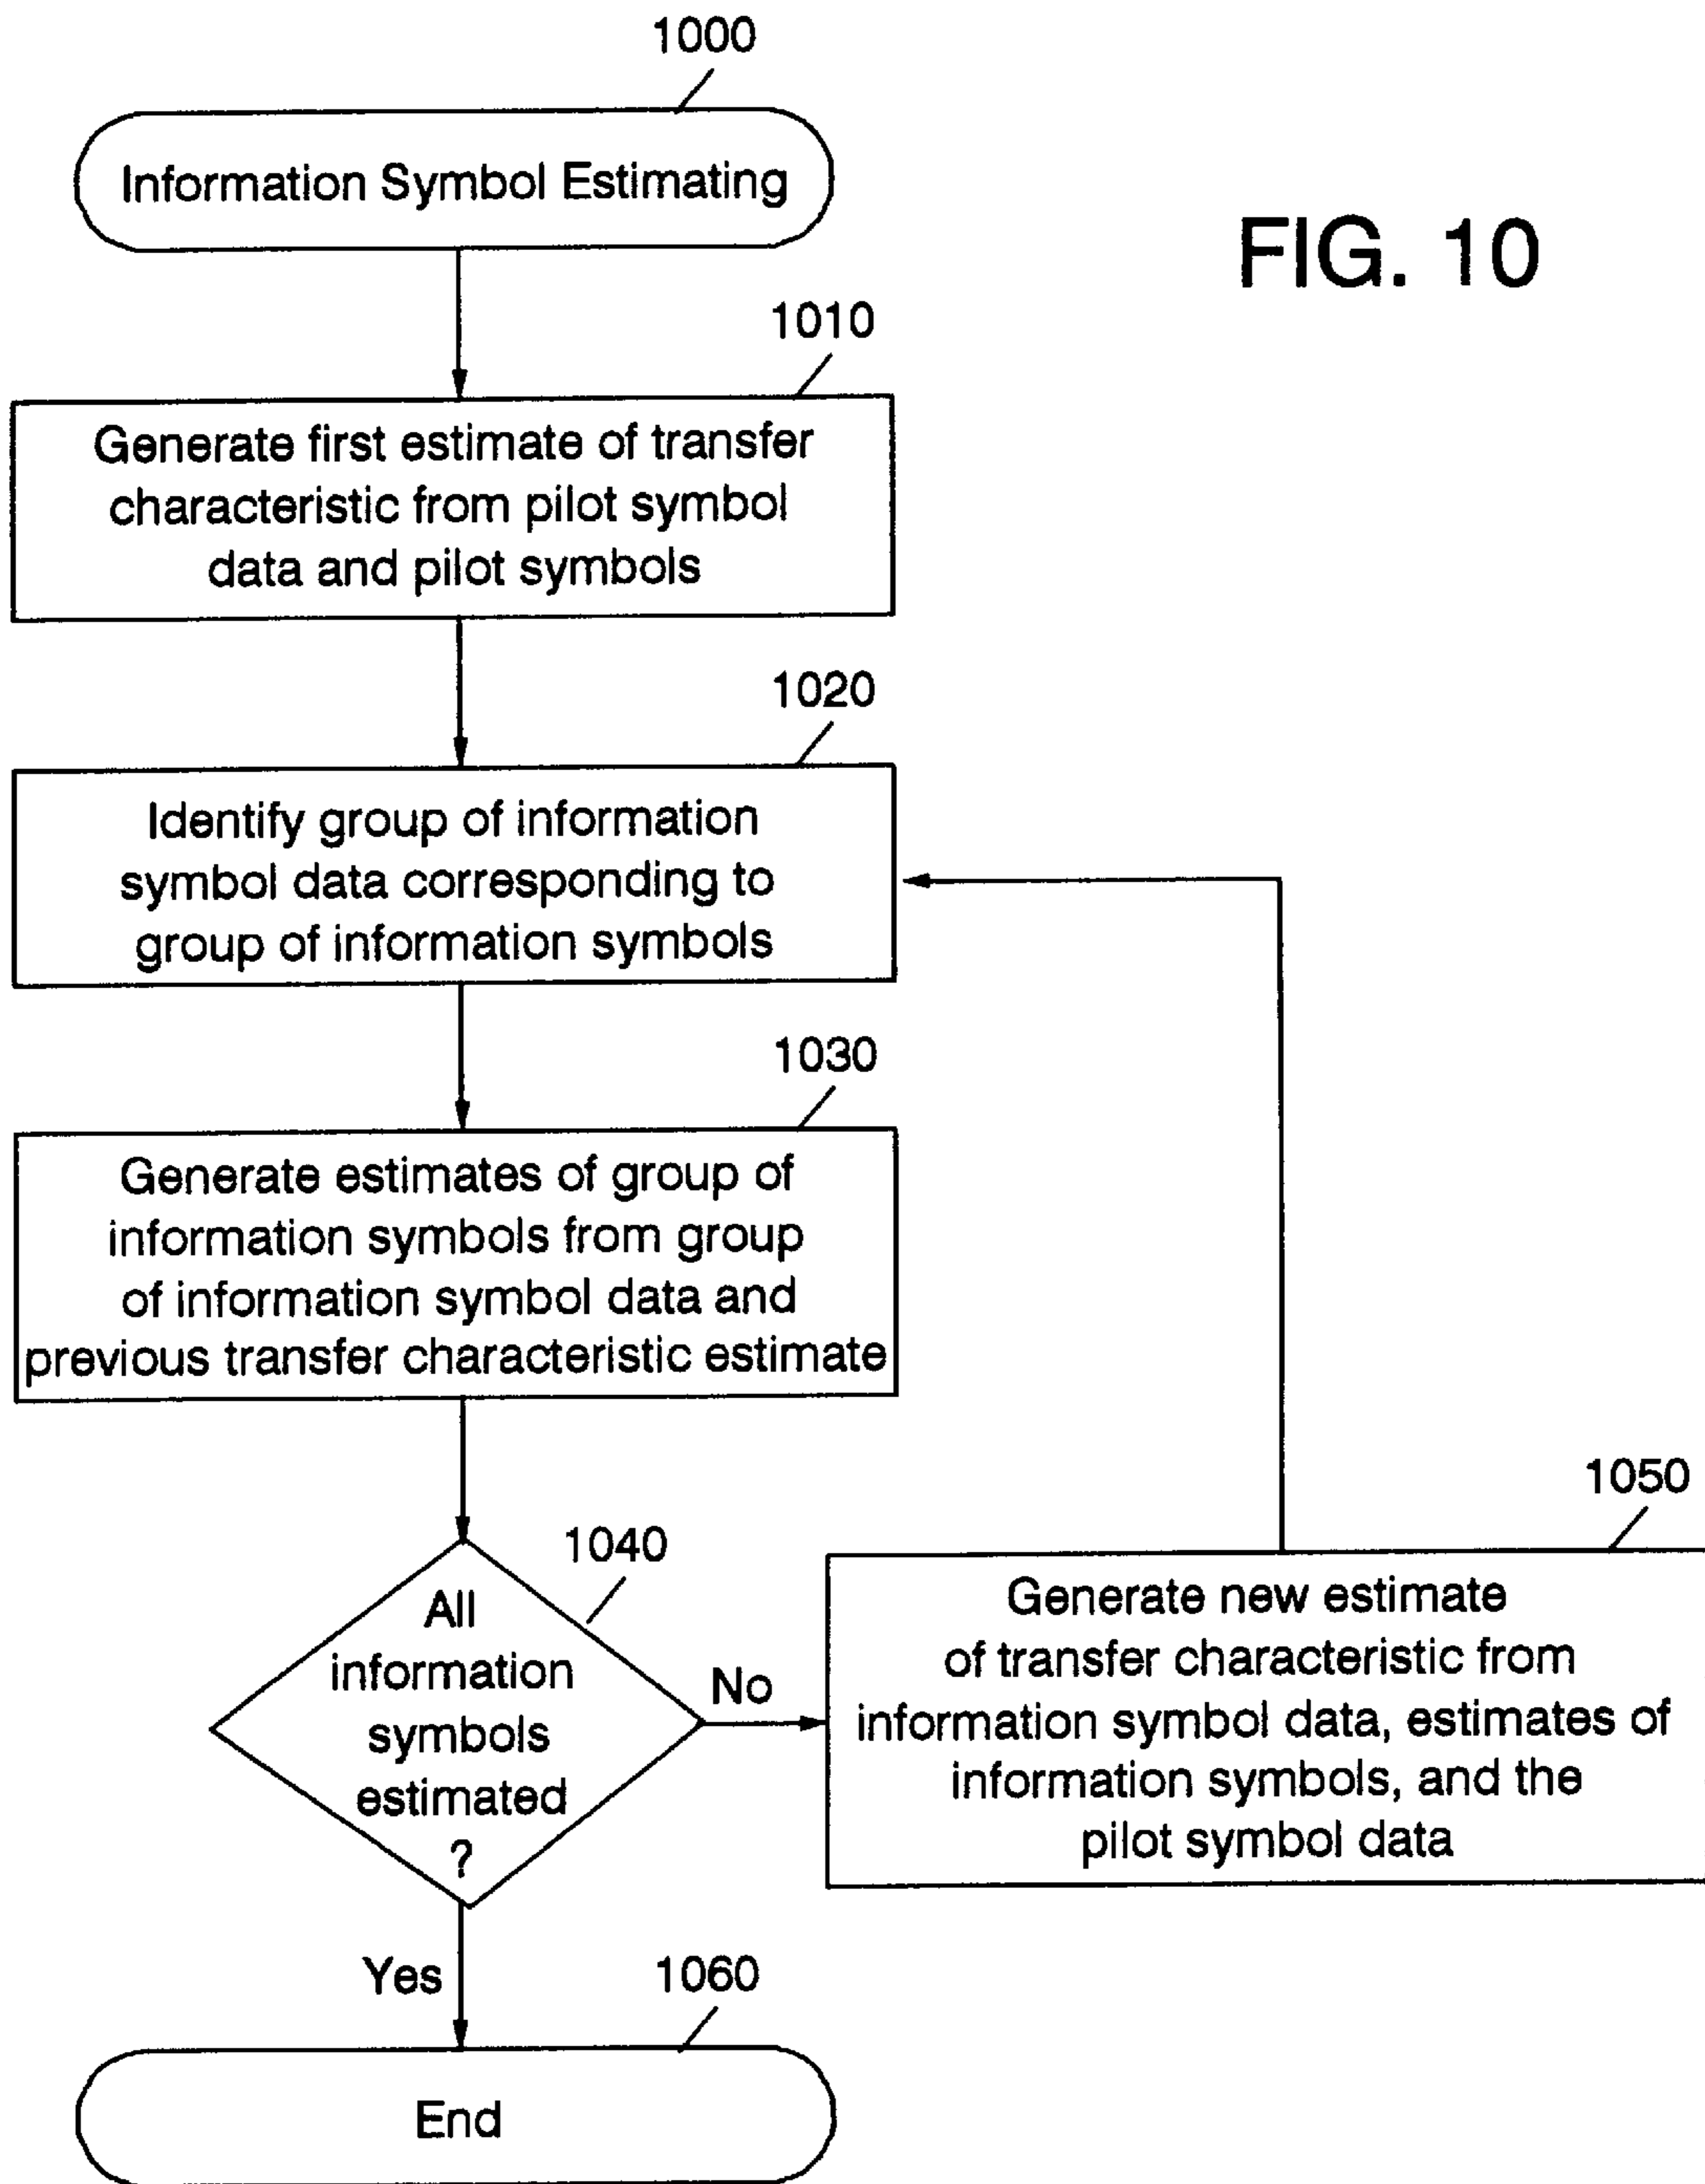 1000
Information Symbol Estimating
FIG. 10
1010
Generate first estimate of transfer
characteristic from pilot symbol
data and pilot symbols
1020
Identify group of information
symbol data corresponding to
group of information symbols
1030
Generate estimates of group of
information symbols from group
of information symbol data and
previous transfer characteristic estimate
1040
All
information
symbols
estimated
?
No
1050
Generate new estimate
of transfer characteristic from
information symbol data, estimates of
information symbols, and the
pilot symbol data
Yes
1060
End